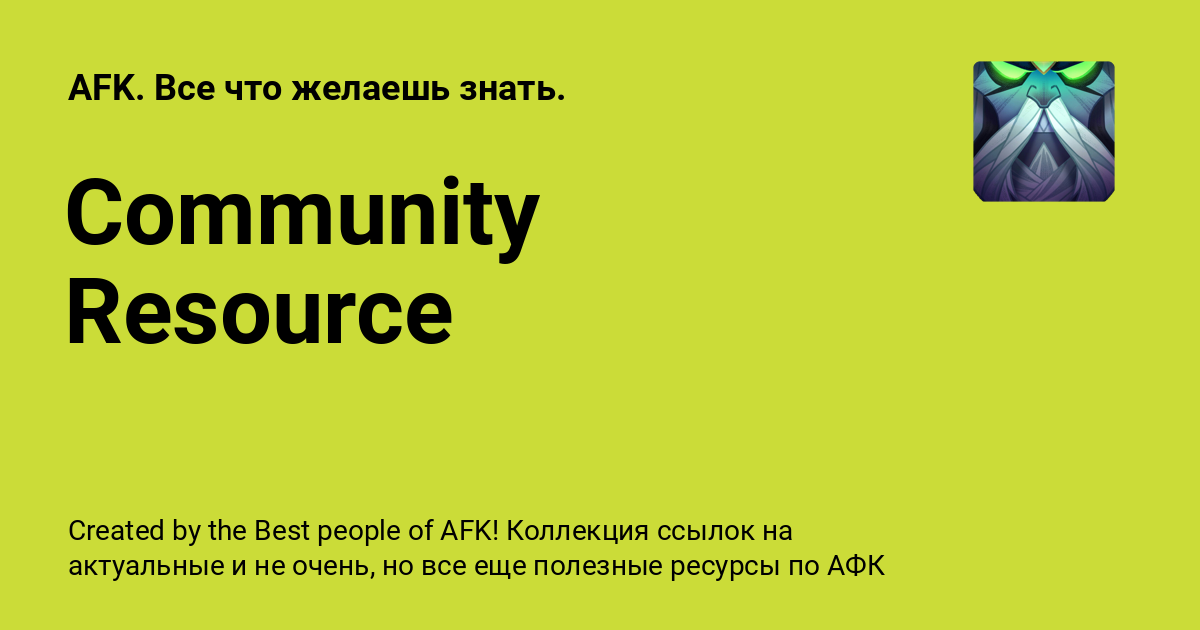 AFK. Все что желаешь знать.
Community
Resource
Created by the Best people of AFK! Коллекция ссылок на
актуальные и не очень, но все еще полезные ресурсы по АФК